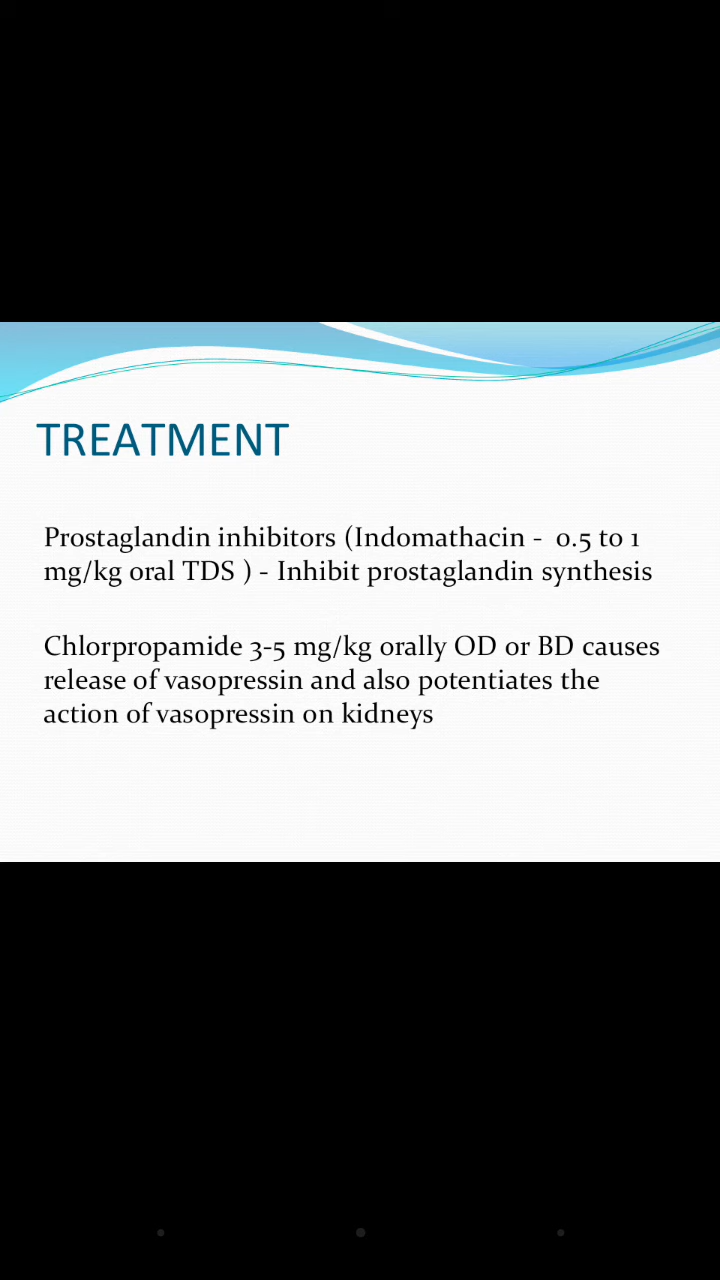 TREATMENT
Prostaglandin inhibitors (Indomathacin - 0.5 to 1
mg/kg oral TDS ) - Inhibit prostaglandin synthesis
Chlorpropamide 3-5 mg/kg orally OD or BD causes
release of vasopressin and also potentiates the
action of vasopressin on kidneys